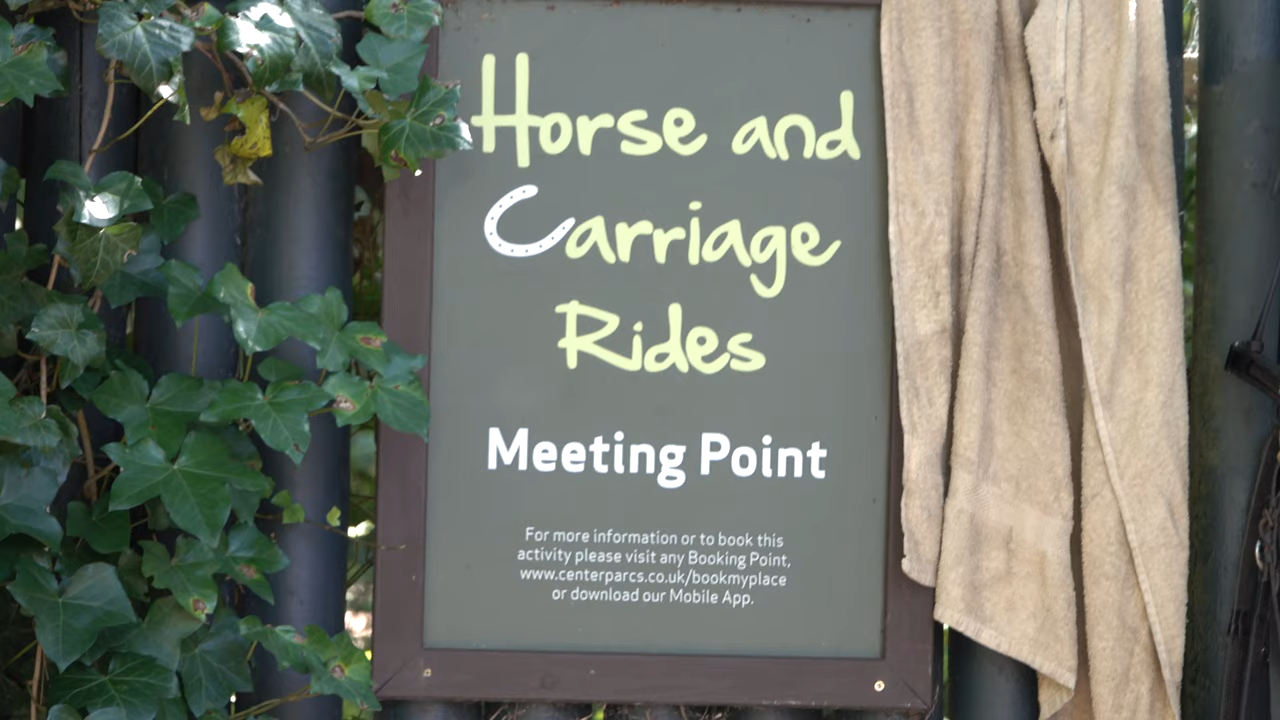 Horse and
Carriage
Rides
Meeting Point
For more information or to book this
activity please visit any Booking Point,
www.centerparcs.co.uk/bookmyplace
or download our Mobile App.